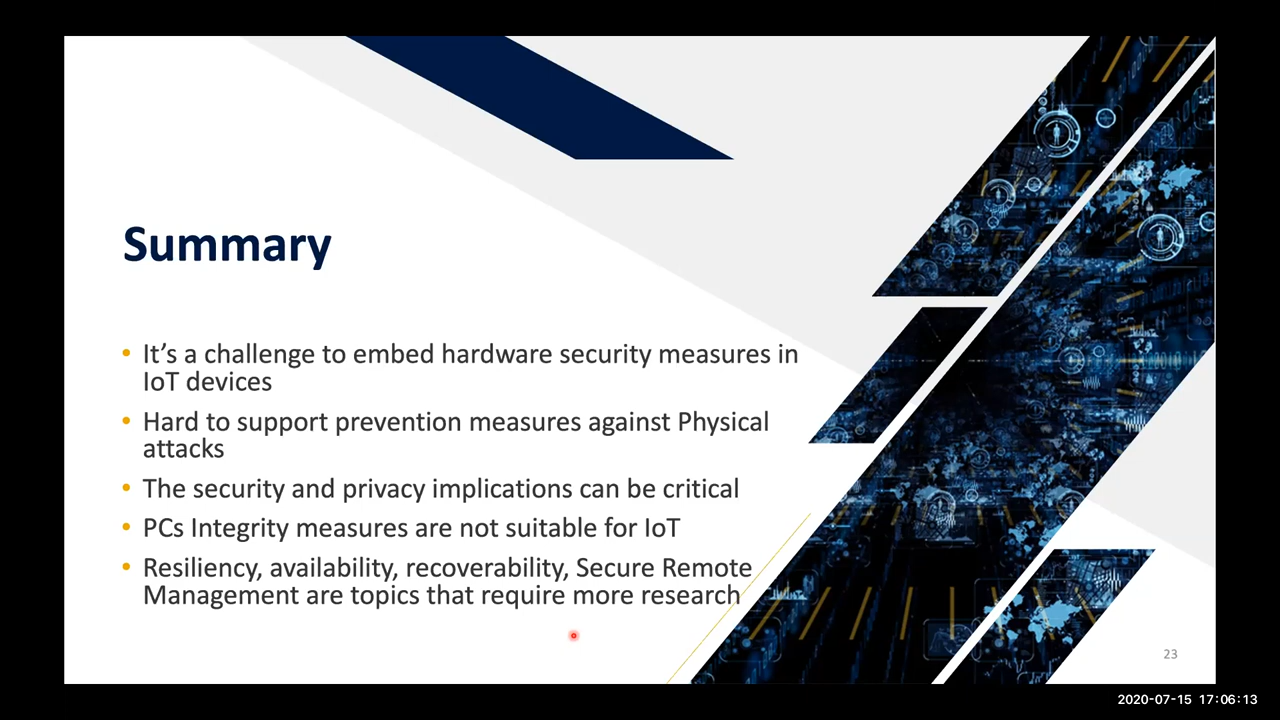 Summary
• It’s a challenge to embed hardware security measures in
IoT devices
• Hard to support prevention measures against Physical
attacks
• The security and privacy implications can be critical
• PCs Integrity measures are not suitable for IoT
• Resiliency, availability, recoverability, Secure Remote
Management are topics that require more research
23
2020-07-15 17:06:13